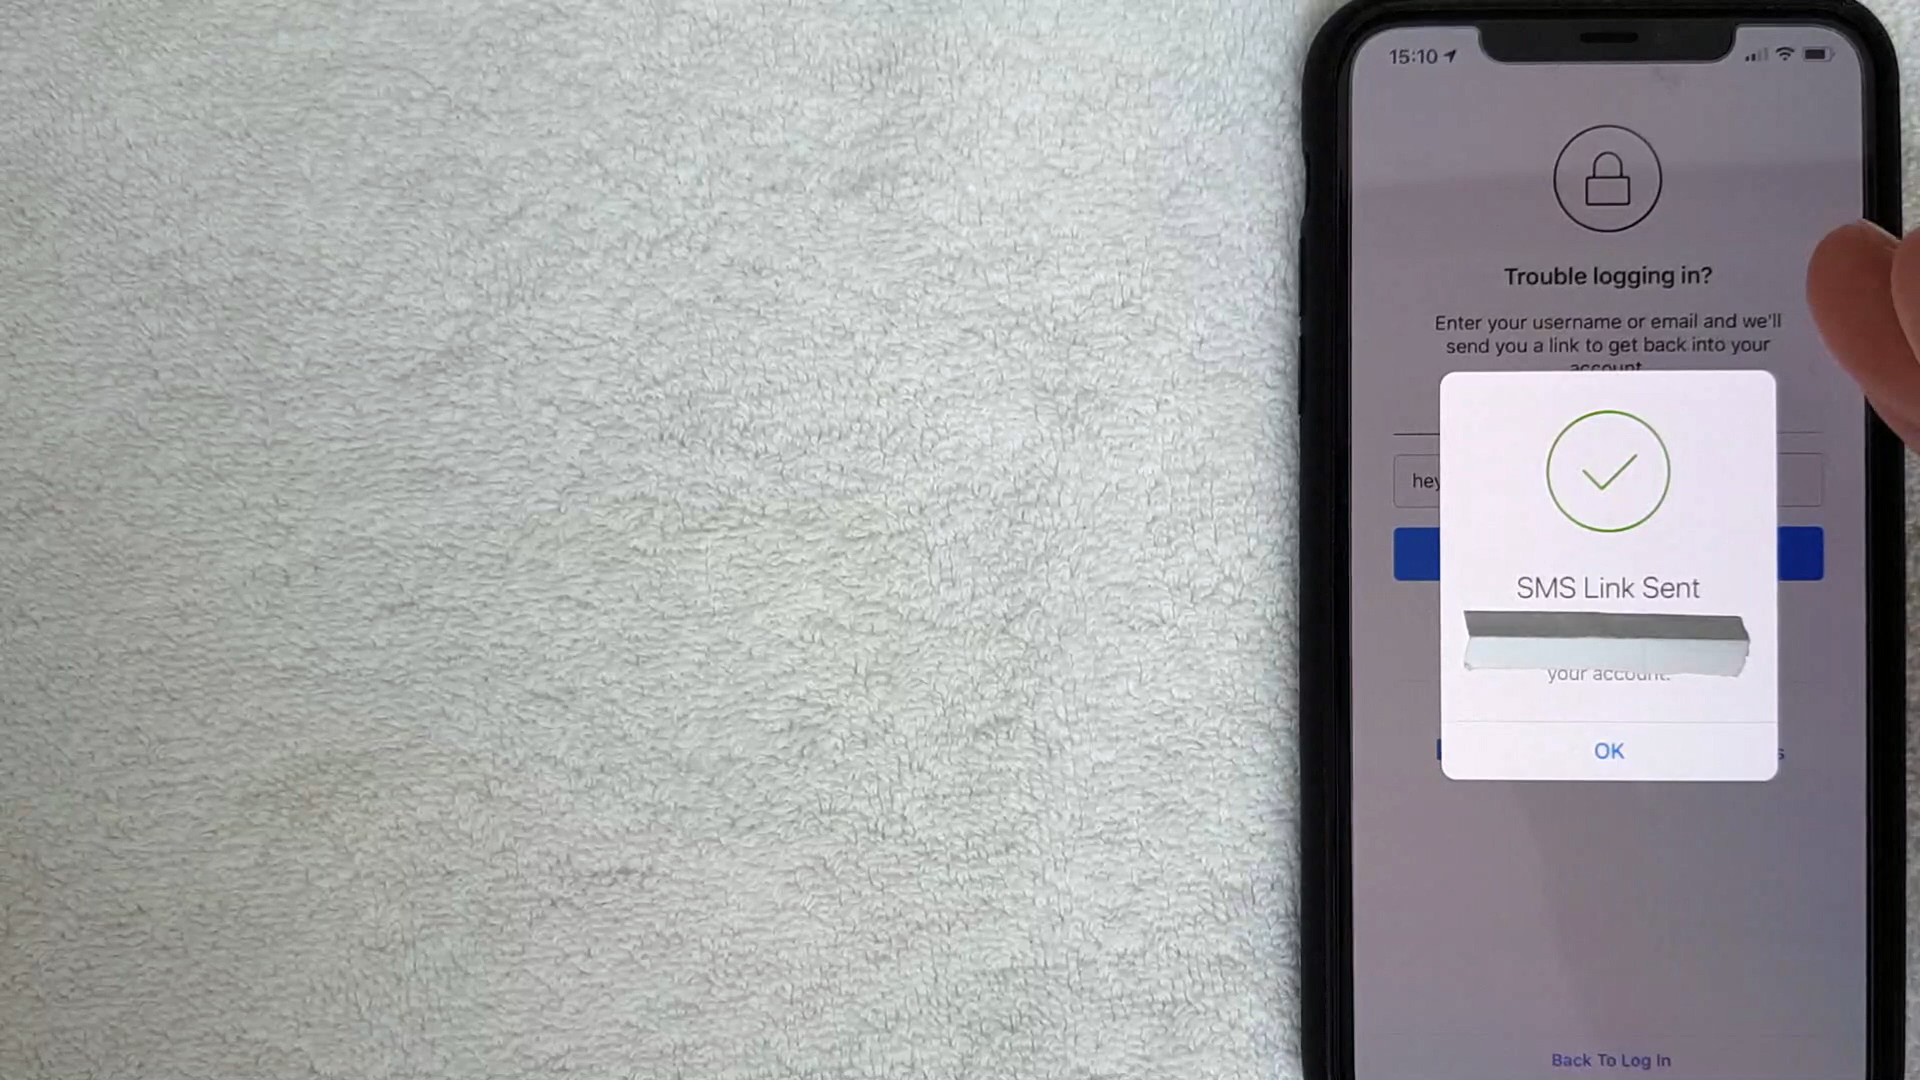 15:10
Trouble logging in?
Enter your username or email and we'll
send you a link to get back into your
account.
hey
SMS Link Sent
your account.
OK
Back To Log In